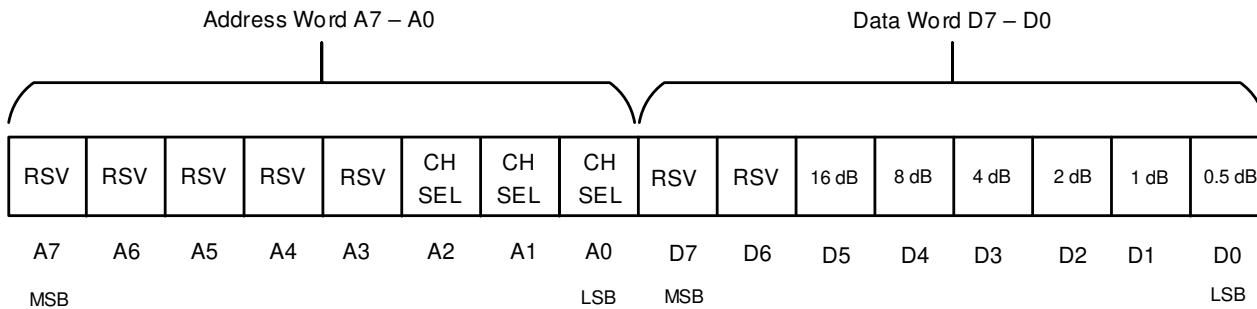 Address Word A7 – A0 Data Word D7 – D0
RSV RSV RSV RSV RSV CH SEL CH SEL CH SEL RSV RSV 16 dB 8 dB 4 dB 2 dB 1 dB 0.5 dB
A7 A6 A5 A4 A3 A2 A1 A0 D7 D6 D5 D4 D3 D2 D1 D0
MSB LSB MSB LSB